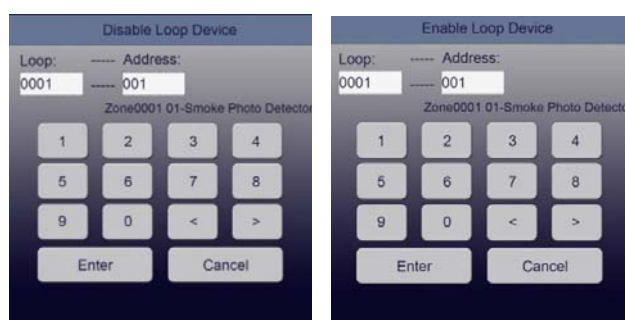 Disable Loop Device
Loop: ----- Address:
0001 ----- 001
Zone0001 01-Smoke Photo Detector
1 2 3 4
5 6 7 8
9 0 < >
Enter Cancel
Enable Loop Device
Loop: ----- Address:
0001 ----- 001
Zone0001 01-Smoke Photo Detecto
1 2 3 4
5 6 7 8
9 0 < >
Enter Cancel